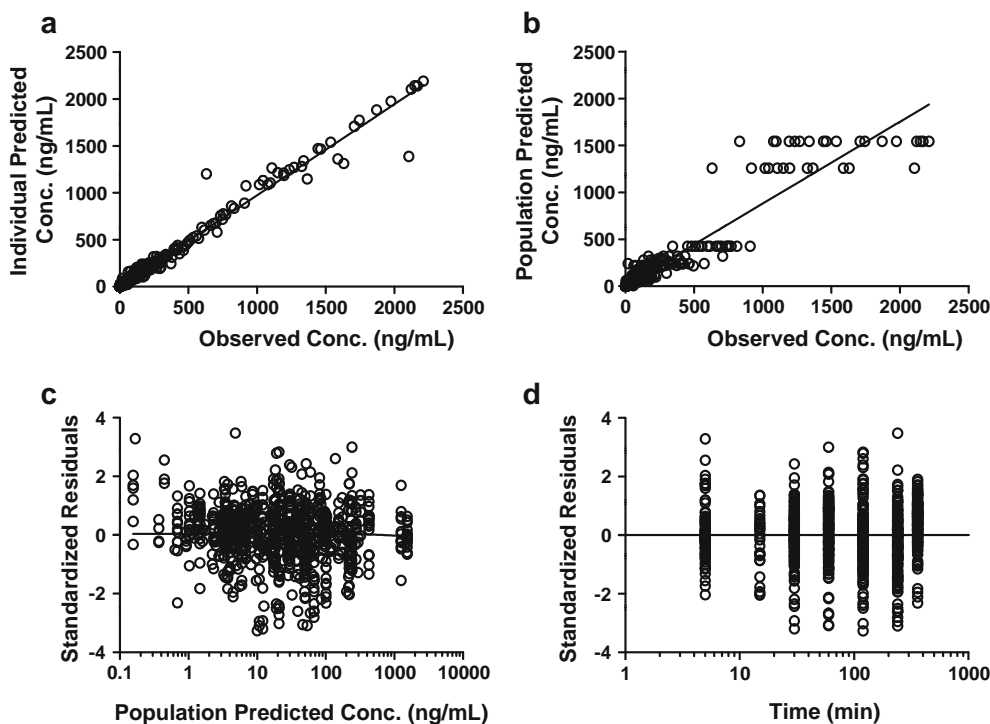 a
2500
2000
1500
1000
500
0
0 500 1000 1500 2000 2500
Individual Predicted
Conc. (ng/mL)
Observed Conc. (ng/mL)
b
2500
2000
1500
1000
500
0
0 500 1000 1500 2000 2500
Population Predicted
Conc. (ng/mL)
Observed Conc. (ng/mL)
c
4
2
0
-2
-4
0.1 1 10 100 1000 10000
Standardized Residuals
Population Predicted Conc. (ng/mL)
d
4
2
0
-2
-4
1 10 100 1000
Standardized Residuals
Time (min)